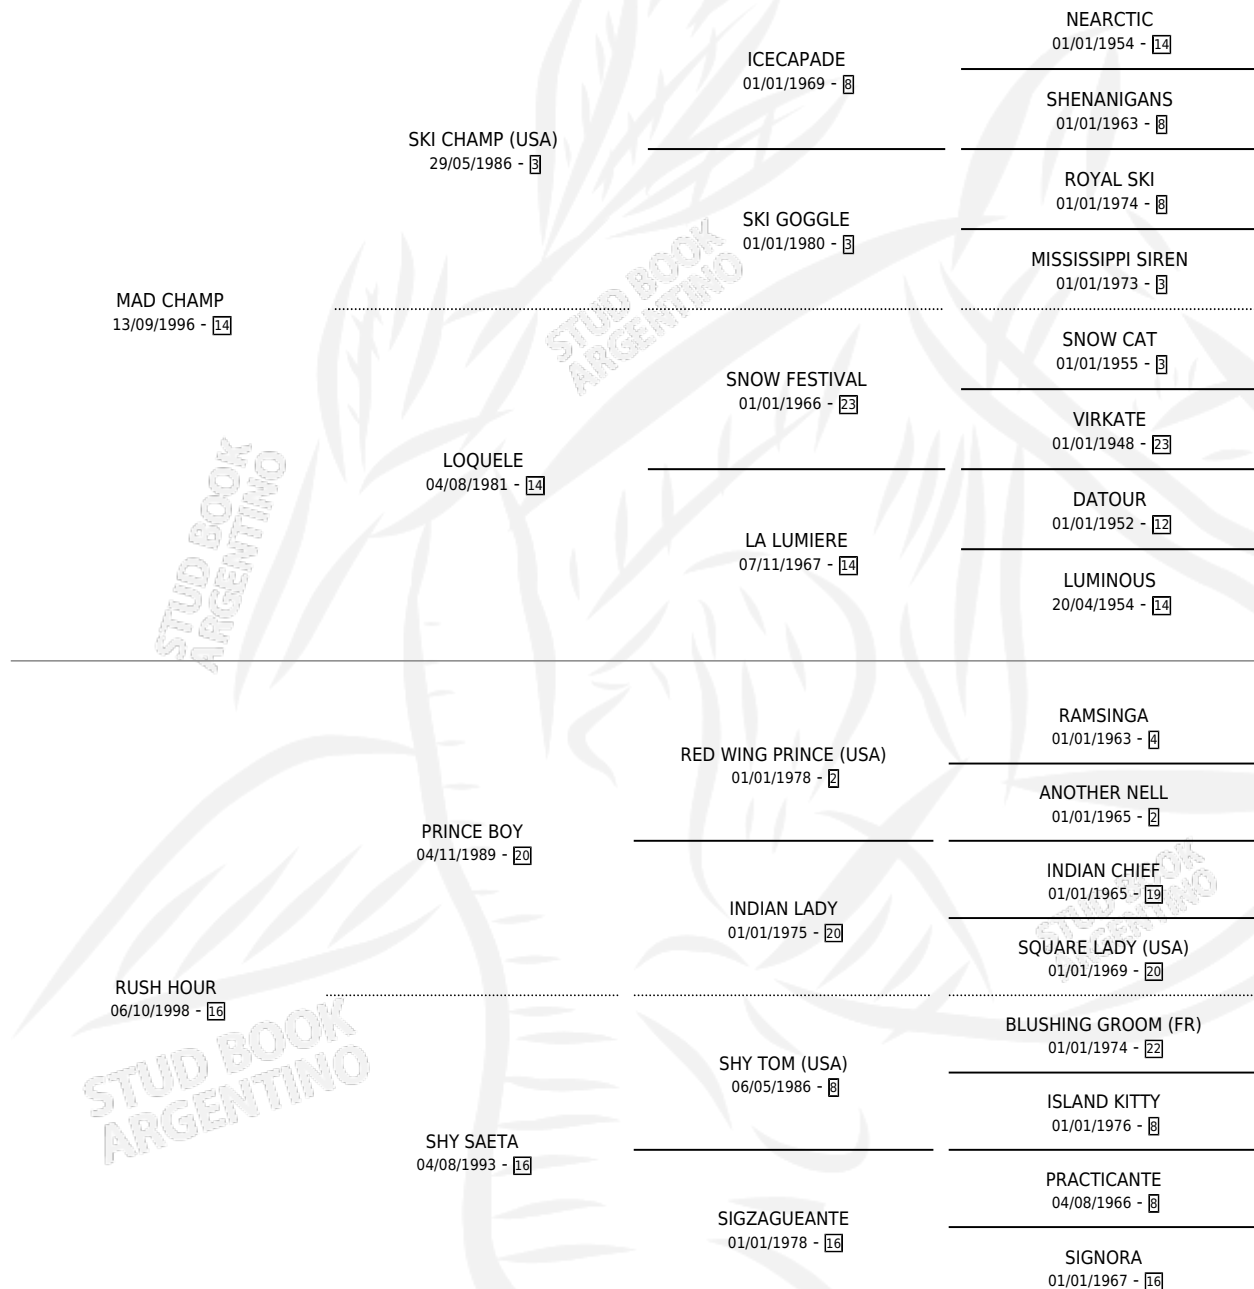 NEARCTIC
01/01/1954 - 14
ICECAPADE
01/01/1969 - 8
SHENANIGANS
01/01/1963 - 8
SKI CHAMP (USA)
29/05/1986 - 3
ROYAL SKI
01/01/1974 - 8
SKI GOGGLE
01/01/1980 - 3
MISSISSIPPI SIREN
01/01/1973 - 3
MAD CHAMP
13/09/1996 - 14
STUD BOOK
ARGENTINO
SNOW CAT
01/01/1955 - 3
SNOW FESTIVAL
01/01/1966 - 23
VIRKATE
01/01/1948 - 23
LOQUELE
04/08/1981 - 14
DATOUR
01/01/1952 - 12
LA LUMIERE
07/11/1967 - 14
LUMINOUS
20/04/1954 - 14
STUD BOOK
ARGENTINO
RAMSINGA
01/01/1963 - 4
RED WING PRINCE (USA)
01/01/1978 - 2
ANOTHER NELL
01/01/1965 - 2
PRINCE BOY
04/11/1989 - 20
INDIAN CHIEF
01/01/1965 - 19
INDIAN LADY
01/01/1975 - 20
SQUARE LADY (USA)
01/01/1969 - 20
STUD BOOK
ARGENTINO
RUSH HOUR
06/10/1998 - 16
BLUSHING GROOM (FR)
01/01/1974 - 22
SHY TOM (USA)
06/05/1986 - 8
ISLAND KITTY
01/01/1976 - 8
STUD BOOK
ARGENTINO
SHY SAETA
04/08/1993 - 16
PRACTICANTE
04/08/1966 - 8
SIGZAGUEANTE
01/01/1978 - 16
SIGNORA
01/01/1967 - 16